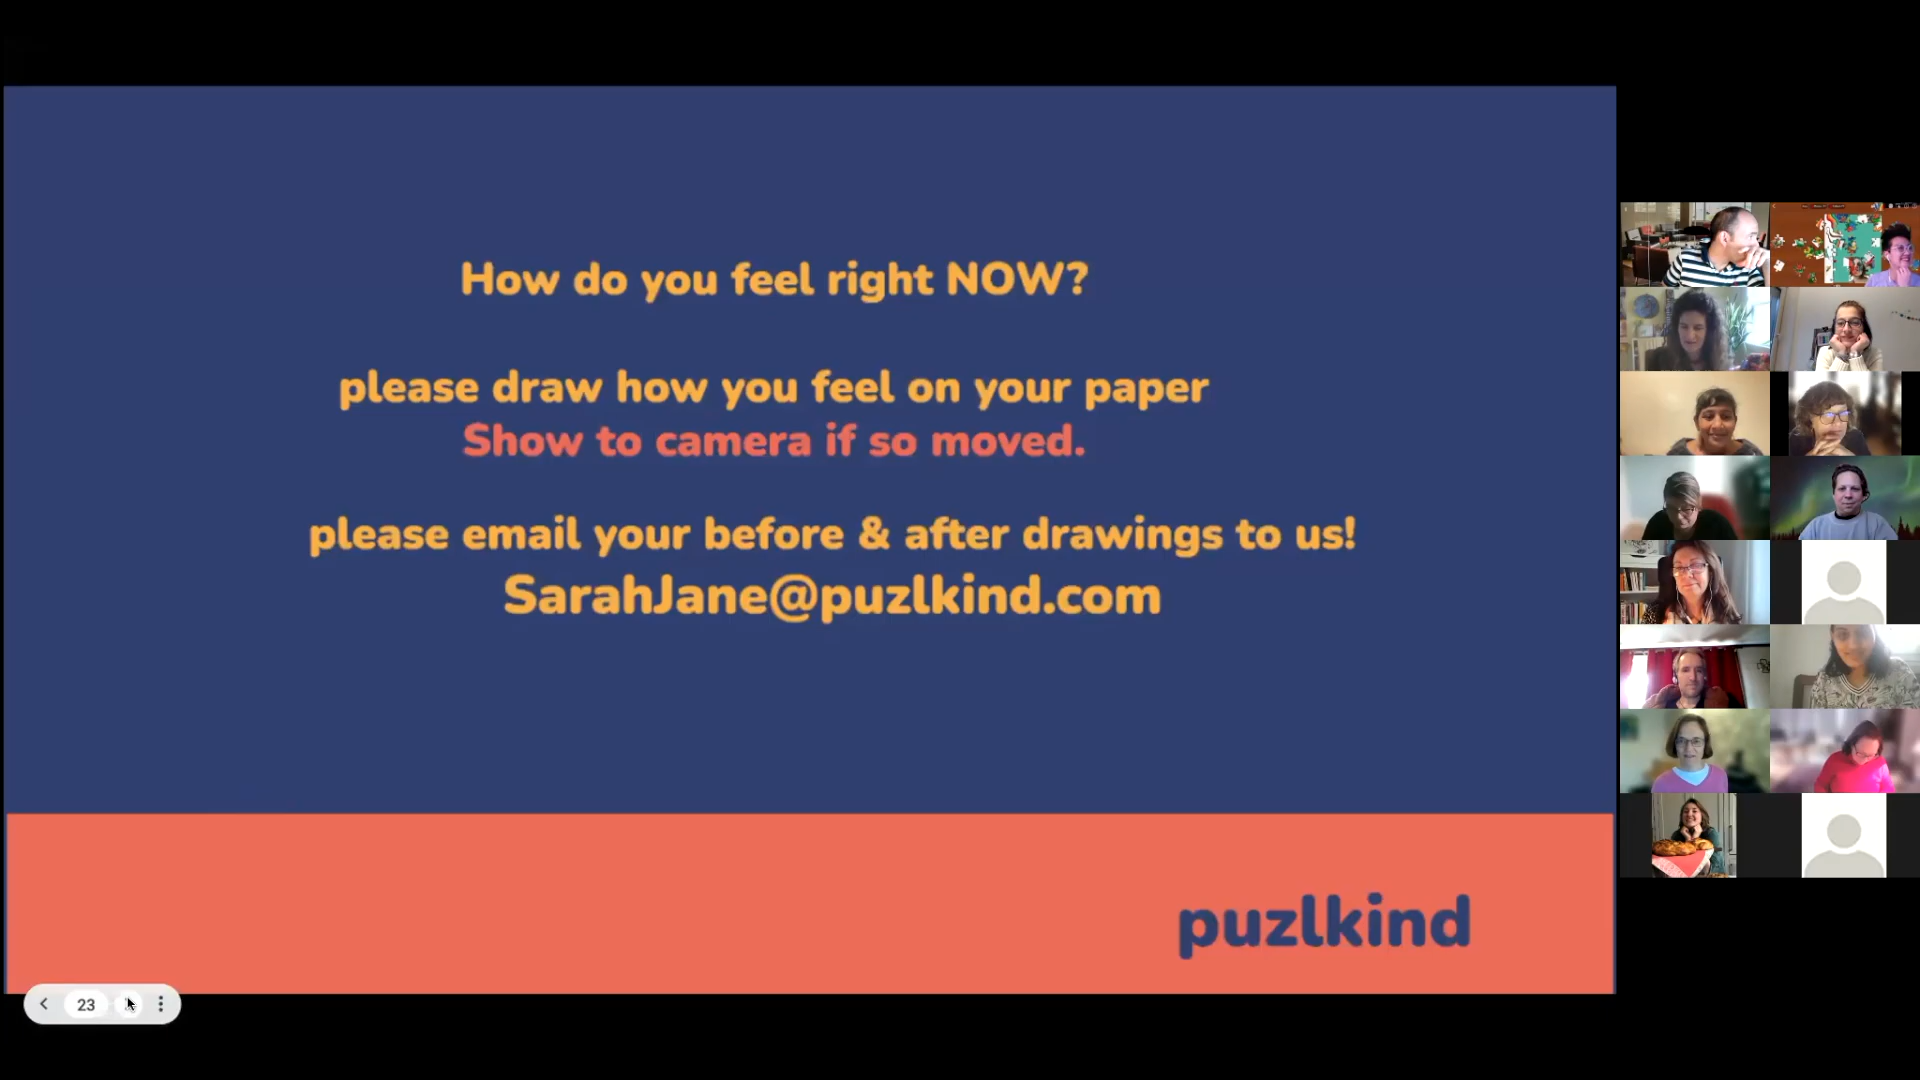 How do you feel right NOW?
please draw how you feel on your paper
Show to camera if so moved.
please email your before & after drawings to us!
SarahJane@puzlkind.com
puzlkind
23